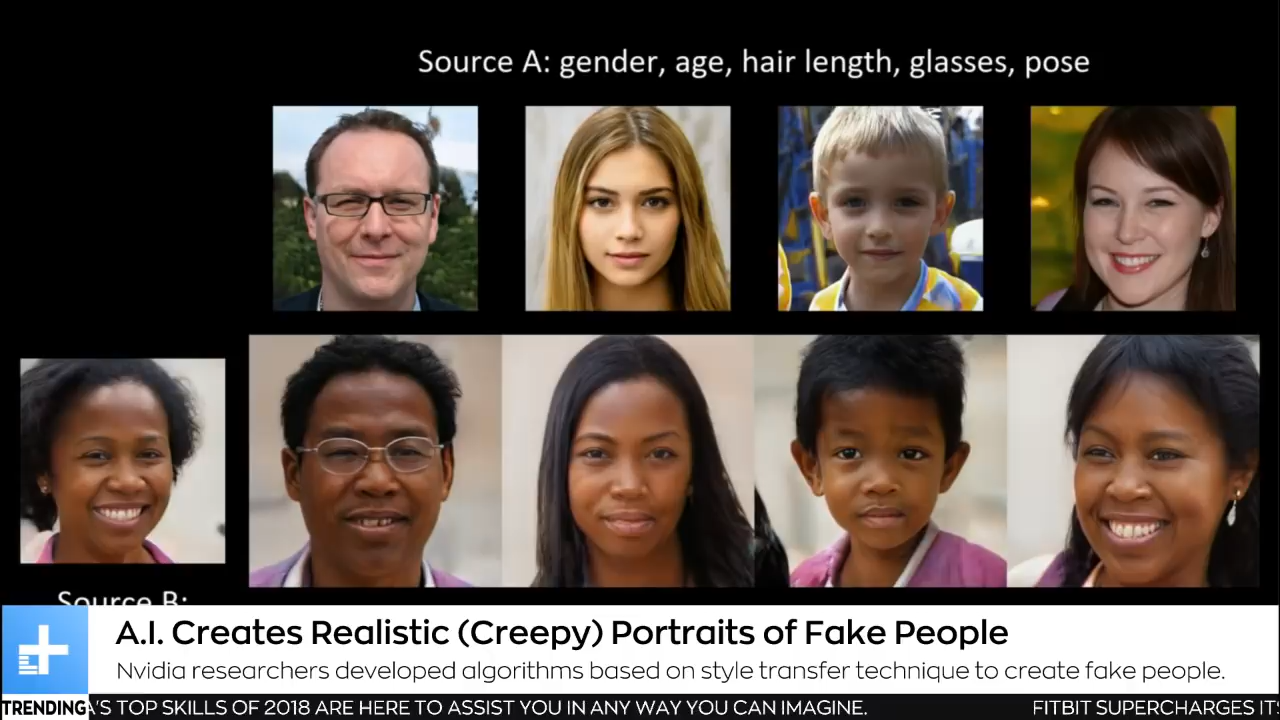 Source A: gender, age, hair length, glasses, pose
Source B:
A.I. Creates Realistic (Creepy) Portraits of Fake People
Nvidia researchers developed algorithms based on style transfer technique to create fake people.
TRENDING A'S TOP SKILLS OF 2018 ARE HERE TO ASSIST YOU IN ANY WAY YOU CAN IMAGINE. FITBIT SUPERCHARGES IT